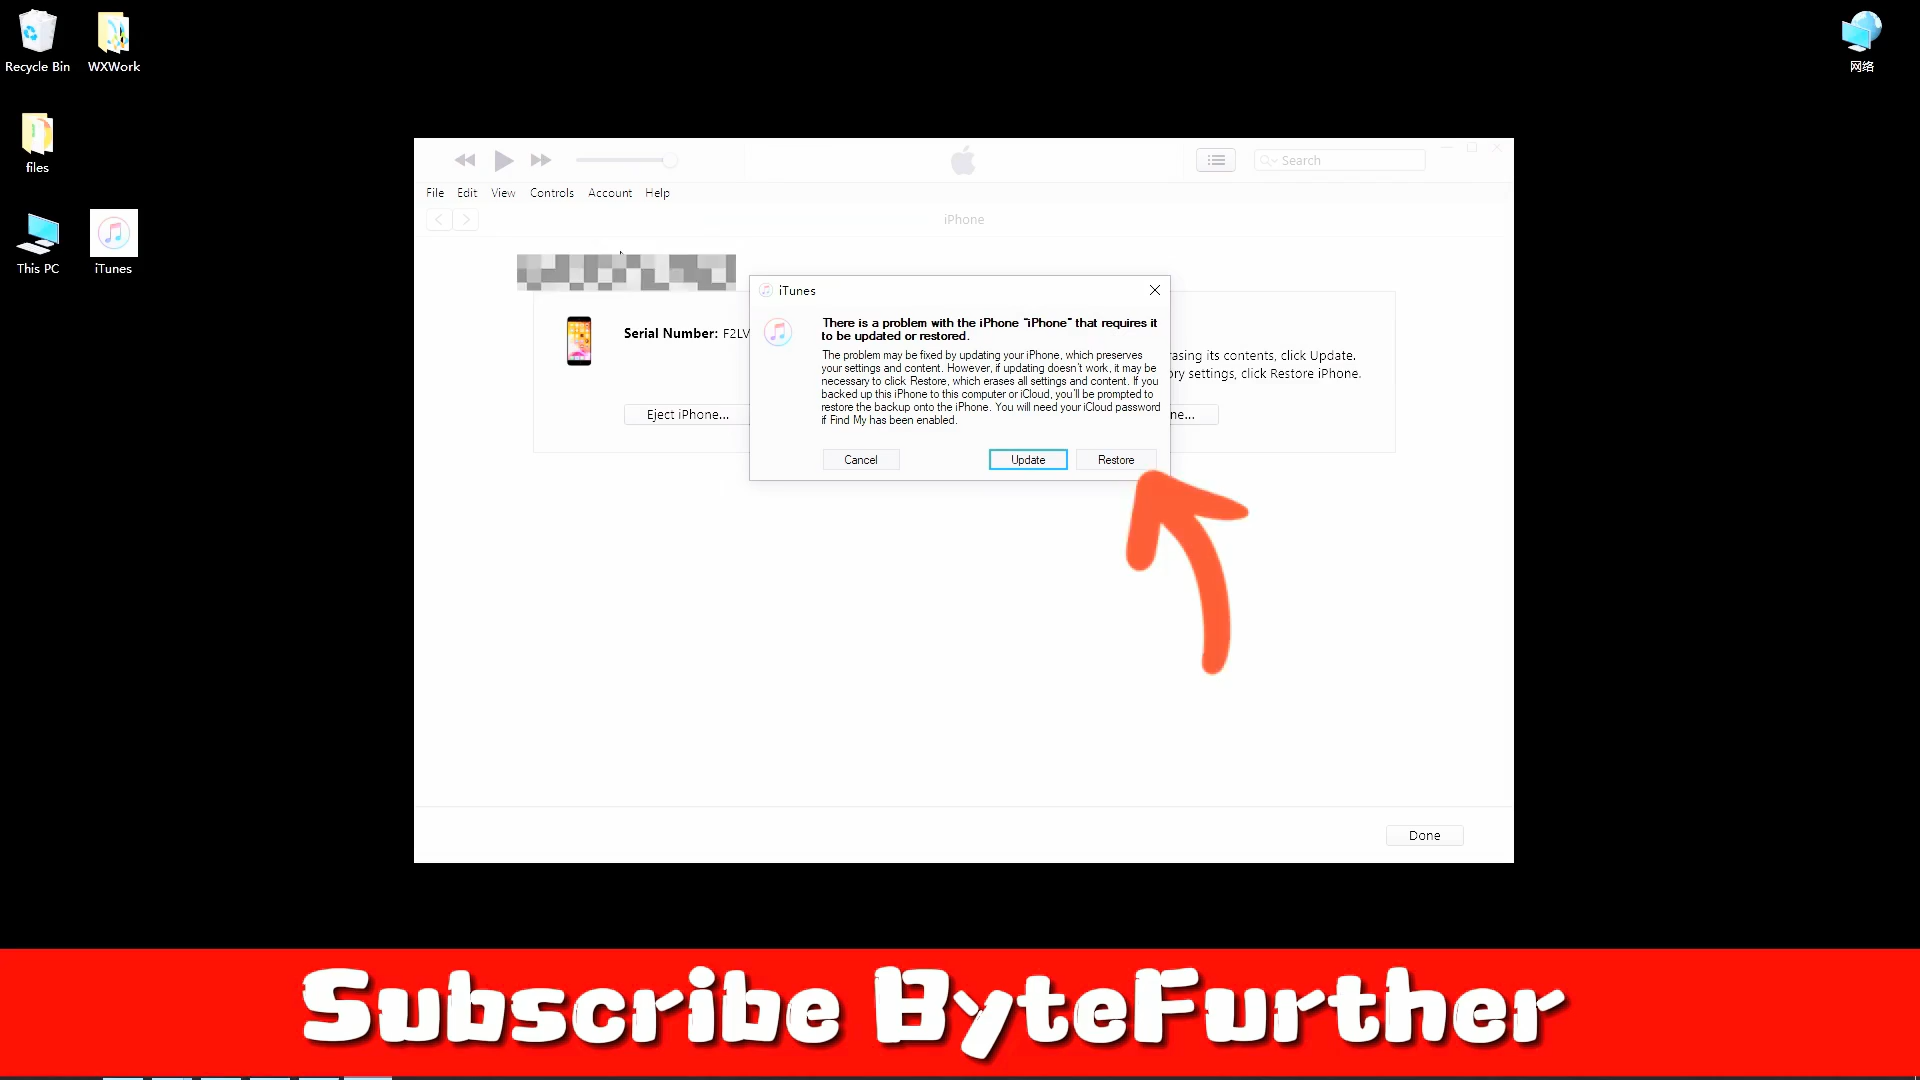 Recycle Bin
WXWork
网络
files
This PC
iTunes
Search
File Edit View Controls Account Help
iPhone
Serial Number: F2LV
Eject iPhone...
asing its contents, click Update.
ory settings, click Restore iPhone.
ne...
iTunes
There is a problem with the iPhone “iPhone” that requires it
to be updated or restored.
The problem may be fixed by updating your iPhone, which preserves
your settings and content. However, if updating doesn't work, it may be
necessary to click Restore, which erases all settings and content. If you
backed up this iPhone to this computer or iCloud, you'll be prompted to
restore the backup onto the iPhone. You will need your iCloud password
if Find My has been enabled.
Cancel
Update
Restore
Done
Subscribe ByteFurther